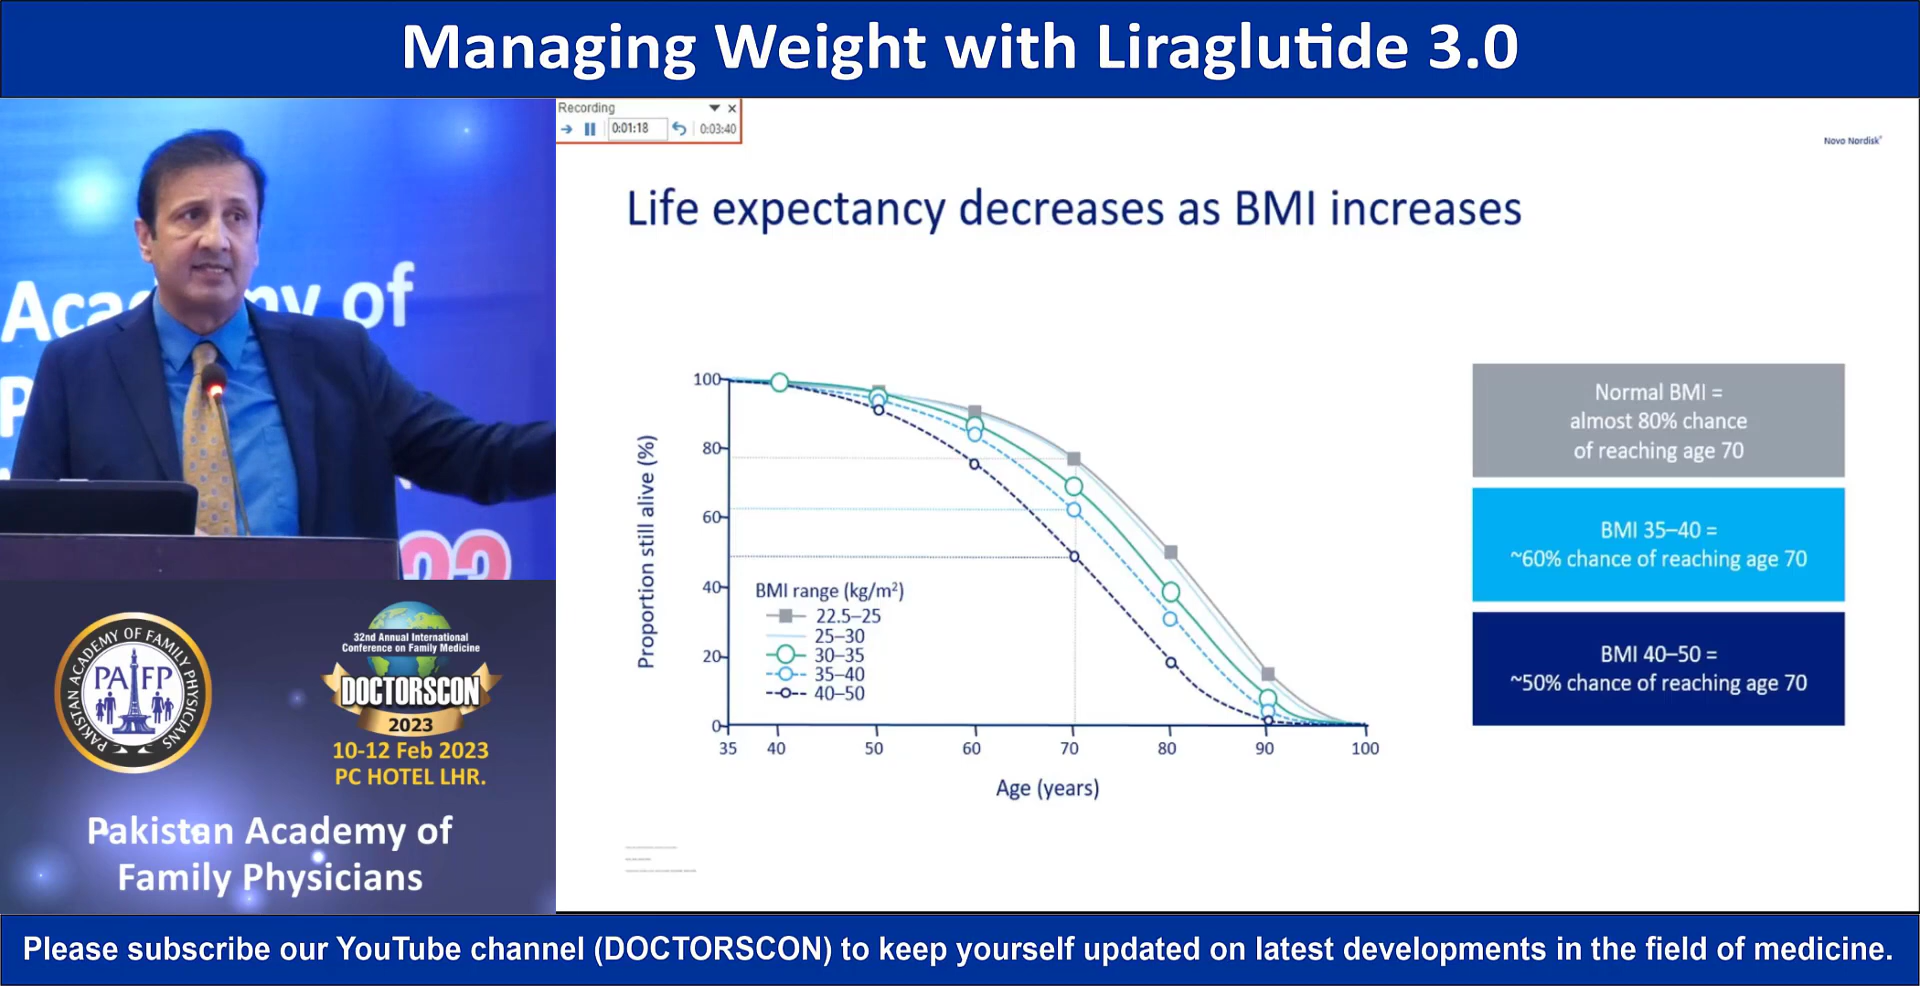 Managing Weight with Liraglutide 3.0
Recording
0:01:18
0:03:40
Novo Nordisk®
Life expectancy decreases as BMI increases
Academy of
P
23
Proportion still alive (%)
100
80
60
40
20
0
35 40 50 60 70 80 90 100
Age (years)
BMI range (kg/m²)
22.5–25
25–30
30–35
35–40
40–50
Normal BMI =
almost 80% chance
of reaching age 70
BMI 35–40 =
~60% chance of reaching age 70
BMI 40–50 =
~50% chance of reaching age 70
PAKISTAN ACADEMY OF FAMILY PHYSICIANS
PAFP
32nd Annual International
Conference on Family Medicine
DOCTORSCON
2023
10-12 Feb 2023
PC HOTEL LHR.
Pakistan Academy of
Family Physicians
Please subscribe our YouTube channel (DOCTORSCON) to keep yourself updated on latest developments in the field of medicine.